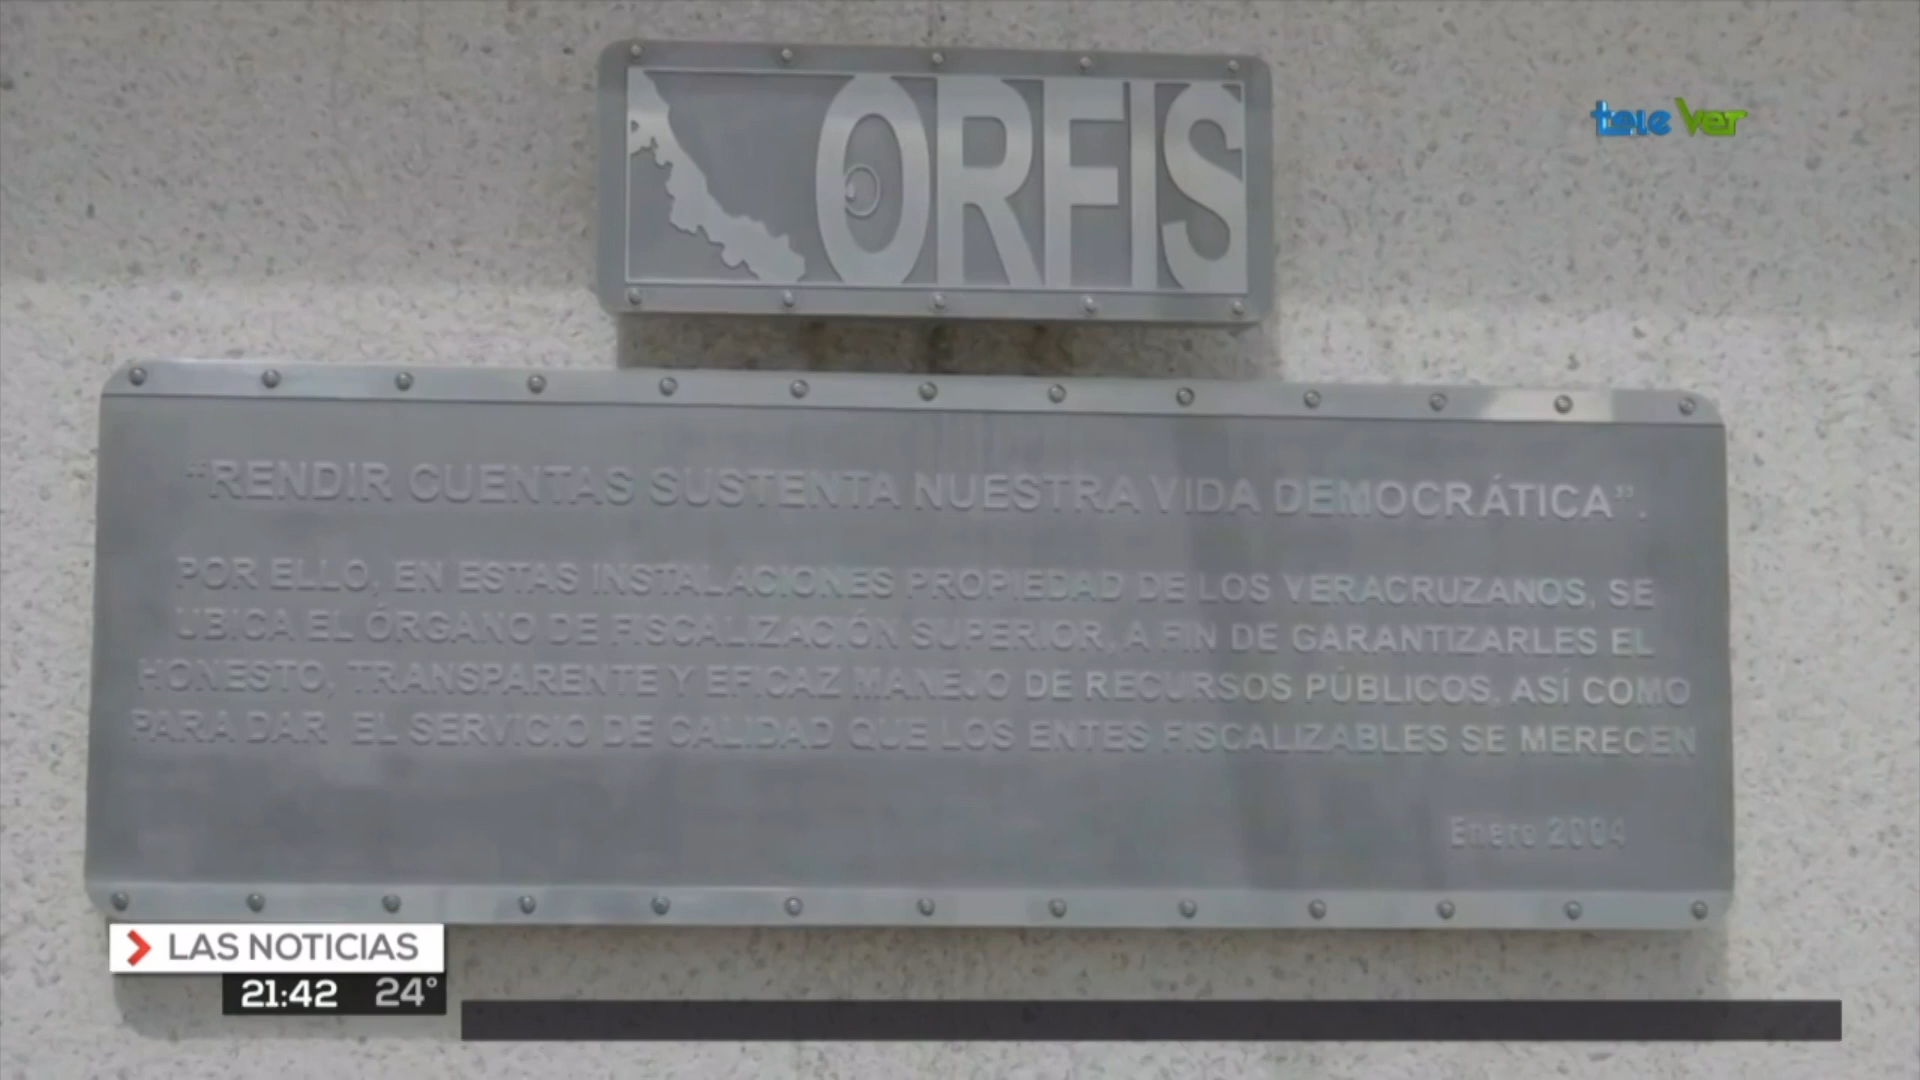 ORFIS
tele Ver
“RENDIR CUENTAS SUSTENTA NUESTRA VIDA DEMOCRÁTICA”.
POR ELLO, EN ESTAS INSTALACIONES PROPIEDAD DE LOS VERACRUZANOS, SE
UBICA EL ÓRGANO DE FISCALIZACIÓN SUPERIOR, A FIN DE GARANTIZARLES EL
HONESTO, TRANSPARENTE Y EFICAZ MANEJO DE RECURSOS PÚBLICOS, ASÍ COMO
PARA DAR EL SERVICIO DE CALIDAD QUE LOS ENTES FISCALIZABLES SE MERECEN
Enero 2004
LAS NOTICIAS
21:42 24°